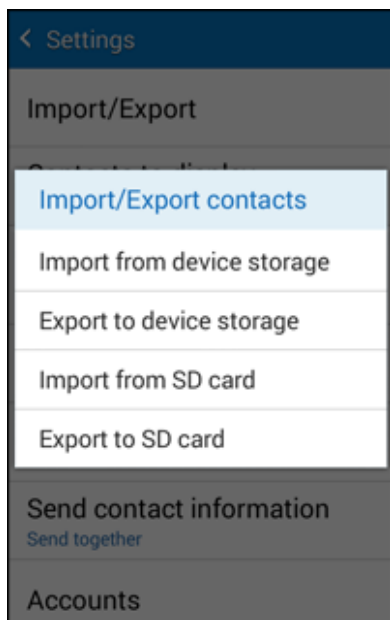 Settings
Import/Export
Import/Export contacts
Import from device storage
Export to device storage
Import from SD card
Export to SD card
Send contact information
Send together
Accounts